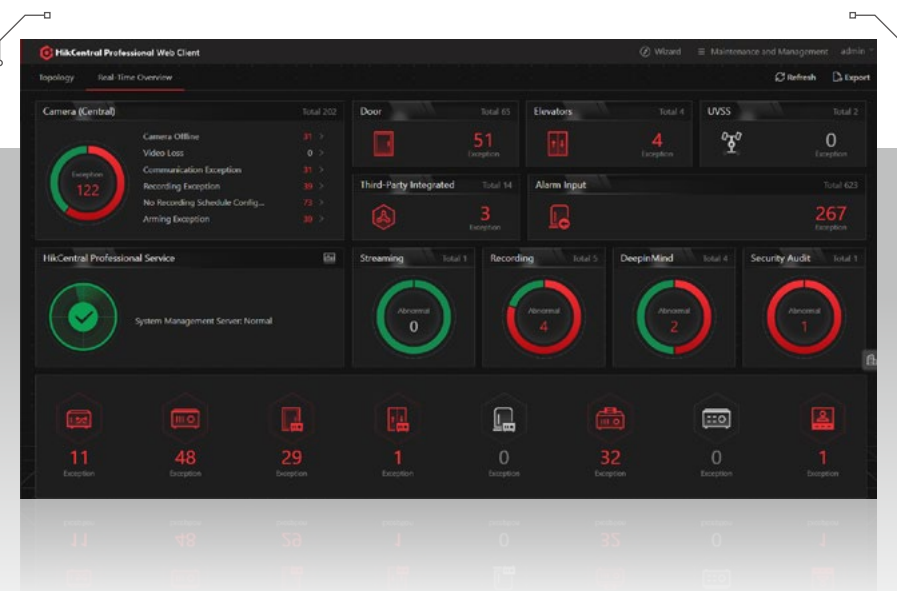 HikCentral Professional Web Client
Wizard
Maintenance and Management
admin
Topology
Real-Time Overview
Refresh
Export
Camera (Central)
Total 202
Exception
122
Camera Offline 31 >
Video Loss 0 >
Communication Exception 31 >
Recording Exception 39 >
No Recording Schedule Config... 73 >
Arming Exception 39 >
Door
Total 65
51
Exception
Elevators
Total 4
4
Exception
UVSS
Total 2
0
Exception
Third-Party Integrated
Total 14
3
Exception
Alarm Input
Total 623
267
Exception
HikCentral Professional Service
System Management Server: Normal
Streaming
Total 1
Abnormal
0
Recording
Total 5
Abnormal
4
DeepinMind
Total 4
Abnormal
2
Security Audit
Total 1
Abnormal
1
11
Exception
48
Exception
29
Exception
1
Exception
0
Exception
32
Exception
0
Exception
1
Exception